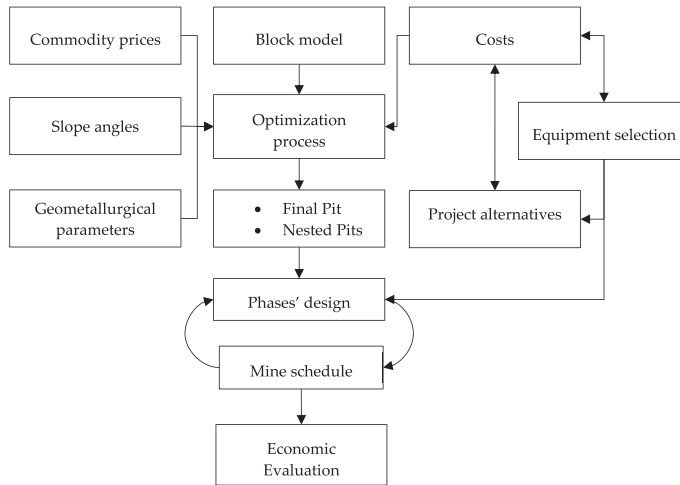 Commodity prices
Block model
Costs
Slope angles
Optimization
process
Equipment selection
Geometallurgical
parameters
• Final Pit
• Nested Pits
Project alternatives
Phases’ design
Mine schedule
Economic
Evaluation